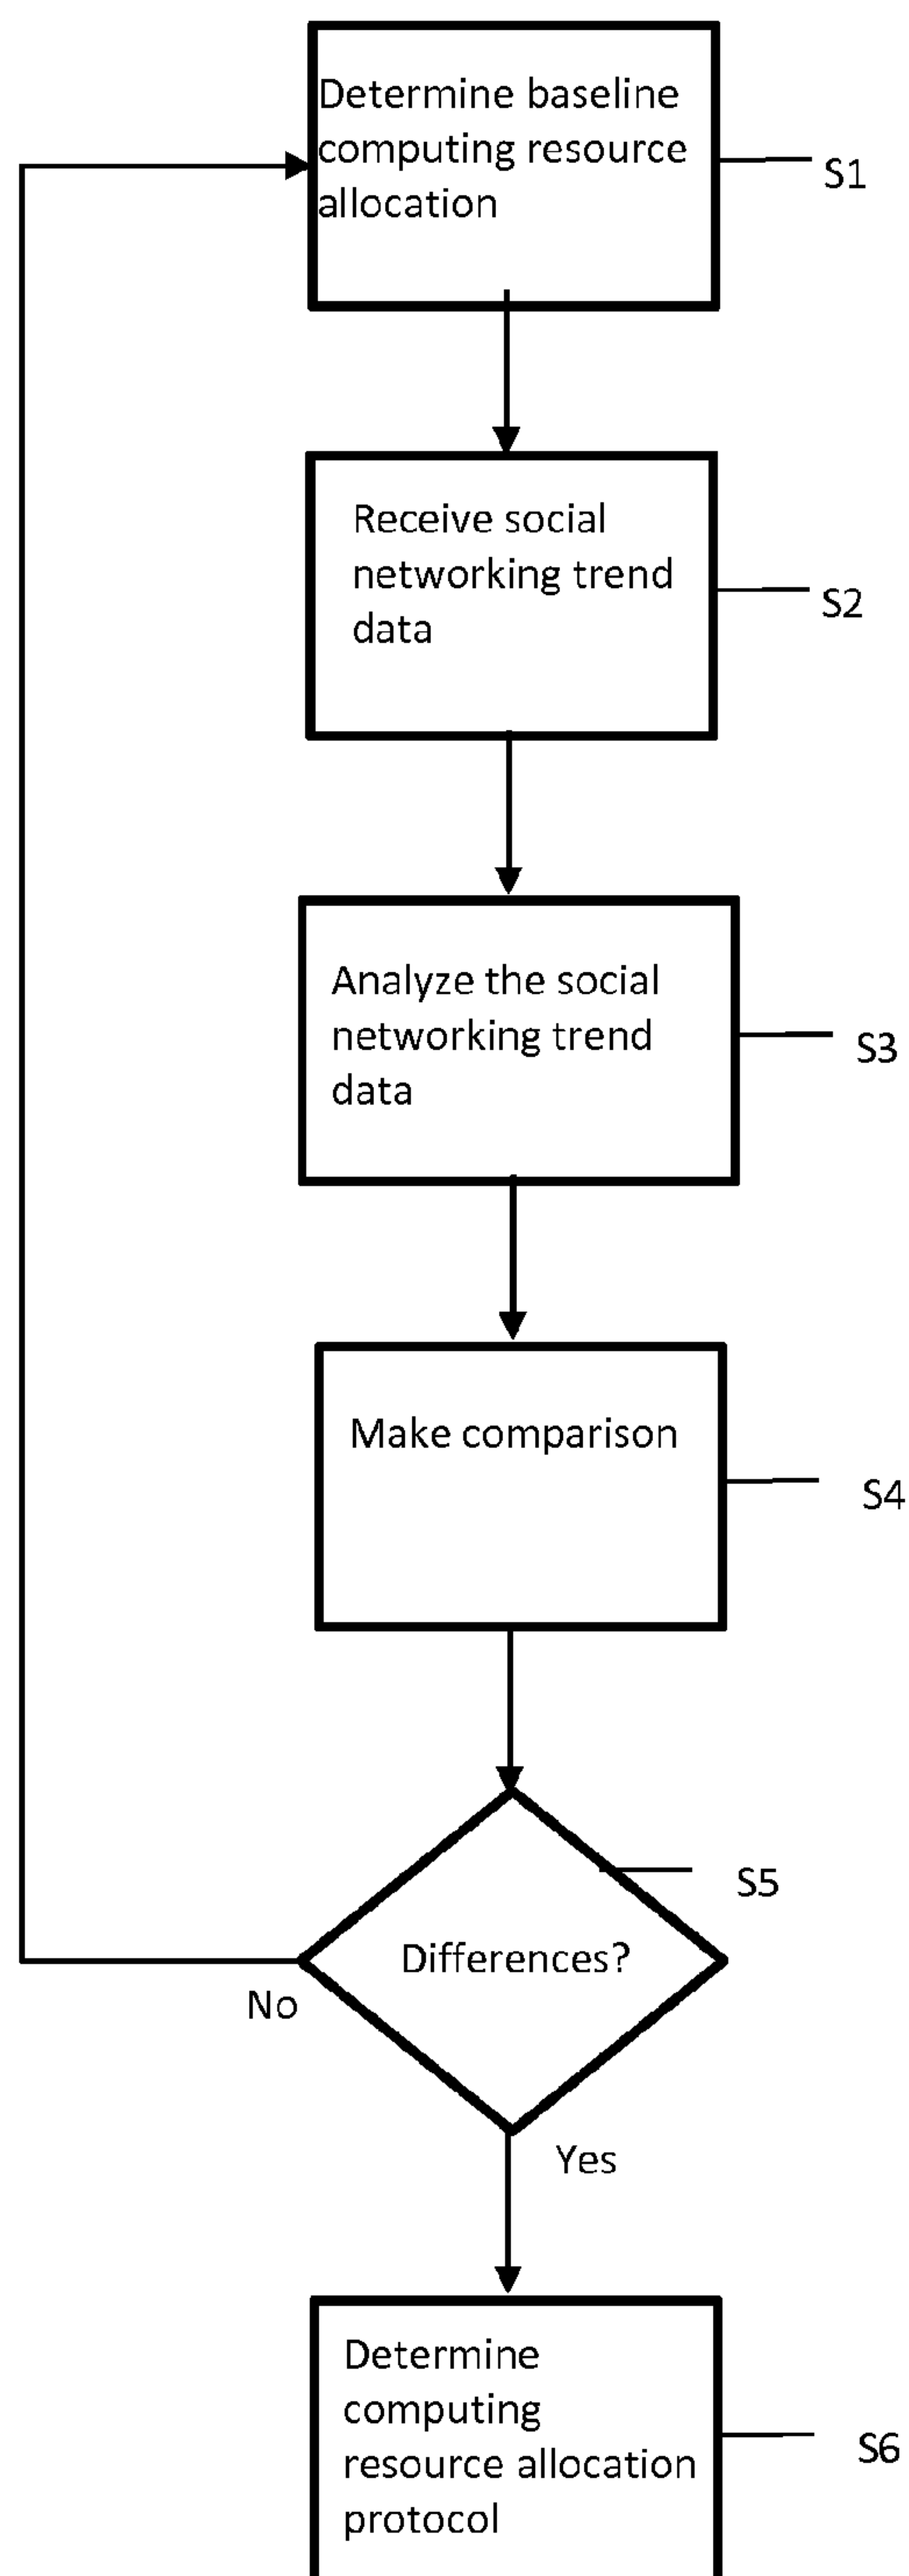 Determine baseline
computing resource
allocation
S1
Receive social
networking trend
data
S2
Analyze the social
networking trend
data
S3
Make comparison
S4
S5
Differences?
No
Yes
Determine
computing
resource allocation
protocol
S6